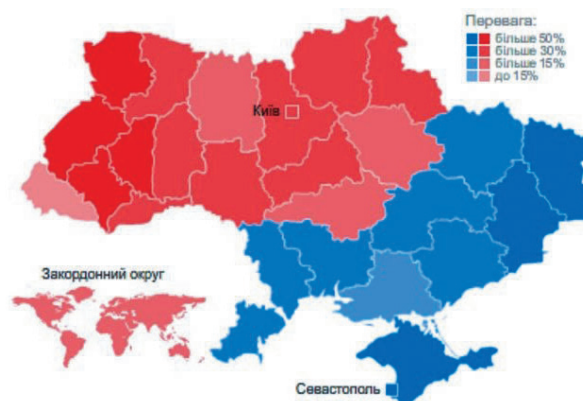 Перевага:
більше 50%
більше 30%
більше 15%
до 15%
Київ
Закордонний округ
Севастополь